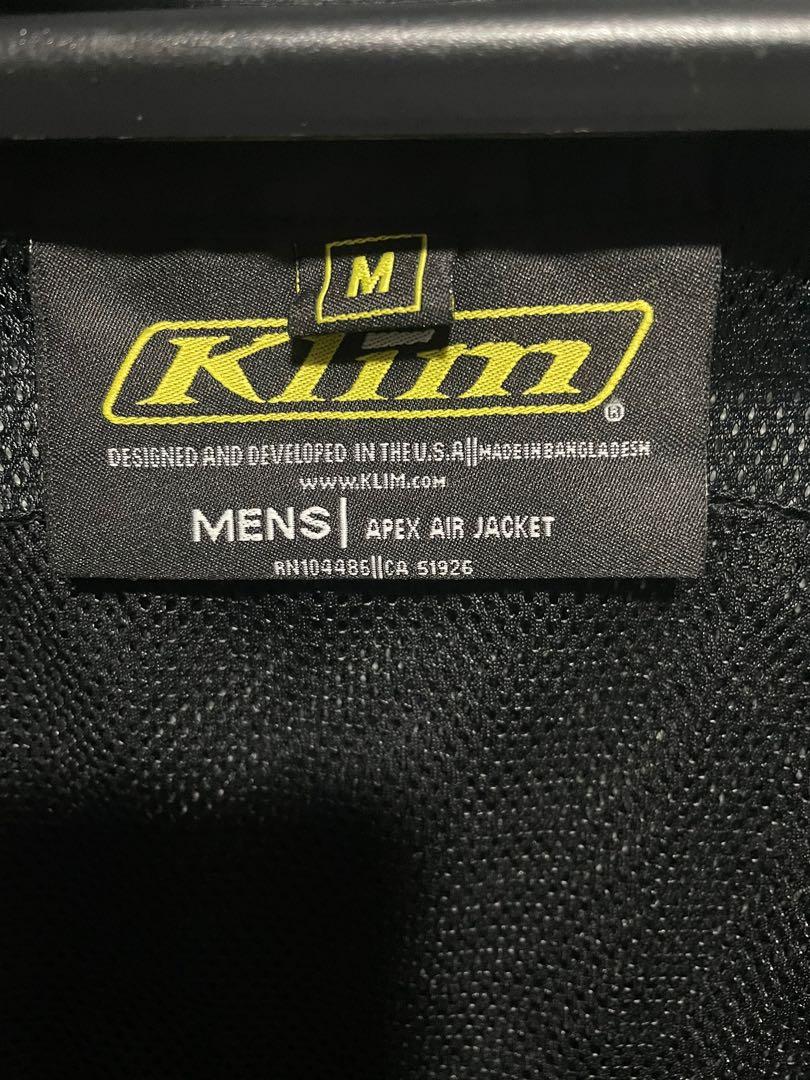 M
Klim®
DESIGNED AND DEVELOPED IN THE U.S.A||MADE IN BANGLADESH
WWW.KLIM.COM
MENS| APEX AIR JACKET
RN104486||CA 51926